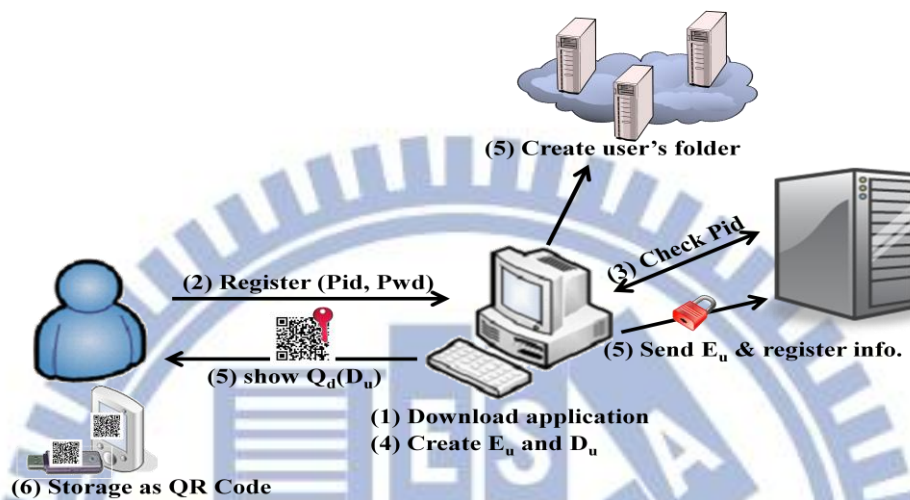 (5) Create user's folder
(3) Check Pid
(2) Register (Pid, Pwd)
(5) Send Eu & register info.
(5) show Qd(Du)
(1) Download application
(4) Create Eu and Du
(6) Storage as QR Code
E S A